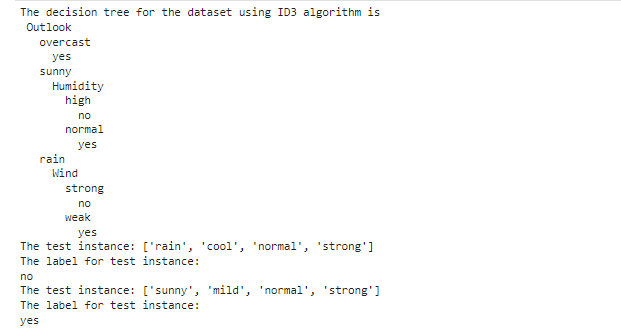 The decision tree for the dataset using ID3 algorithm is
Outlook
overcast
yes
sunny
Humidity
high
no
normal
yes
rain
Wind
strong
no
weak
yes
The test instance: ['rain', 'cool', 'normal', 'strong']
The label for test instance:
no
The test instance: ['sunny', 'mild', 'normal', 'strong']
The label for test instance:
yes